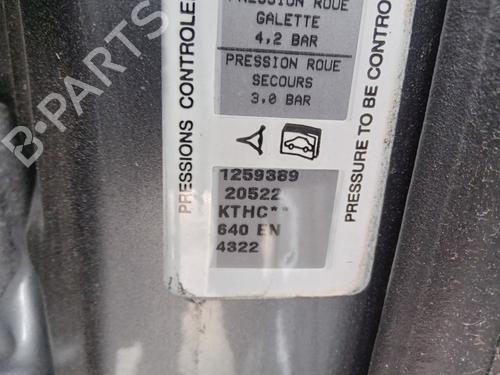 PRESSION ROUE
GALETTE
4,2 BAR
PRESSION ROUE
SECOURS
3,0 BAR
PRESSIONS CONTROLE
PRESSURE TO BE CONTRO
1259389
20522
KTHC**
640 EN
4322
B-PARTS